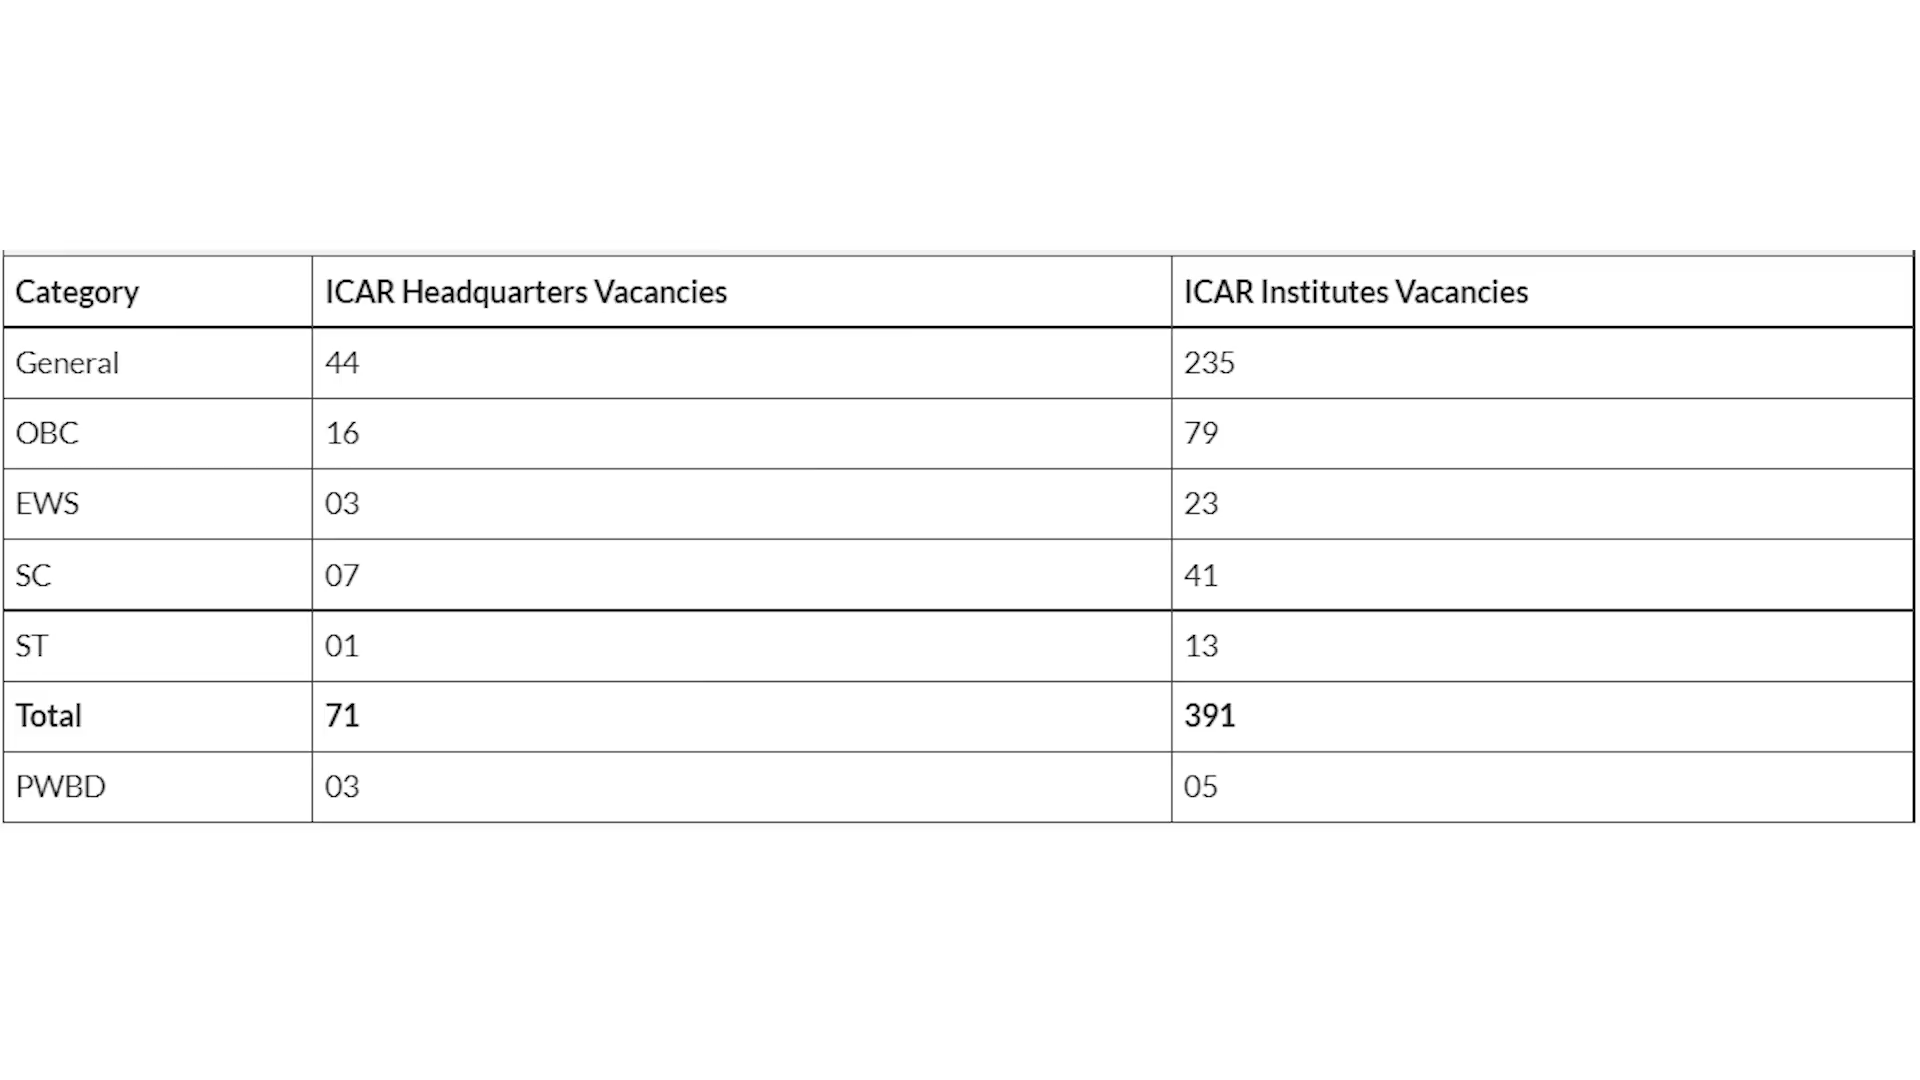 Category ICAR Headquarters Vacancies ICAR Institutes Vacancies
General 44 235
OBC 16 79
EWS 03 23
SC 07 41
ST 01 13
Total 71 391
PWBD 03 05